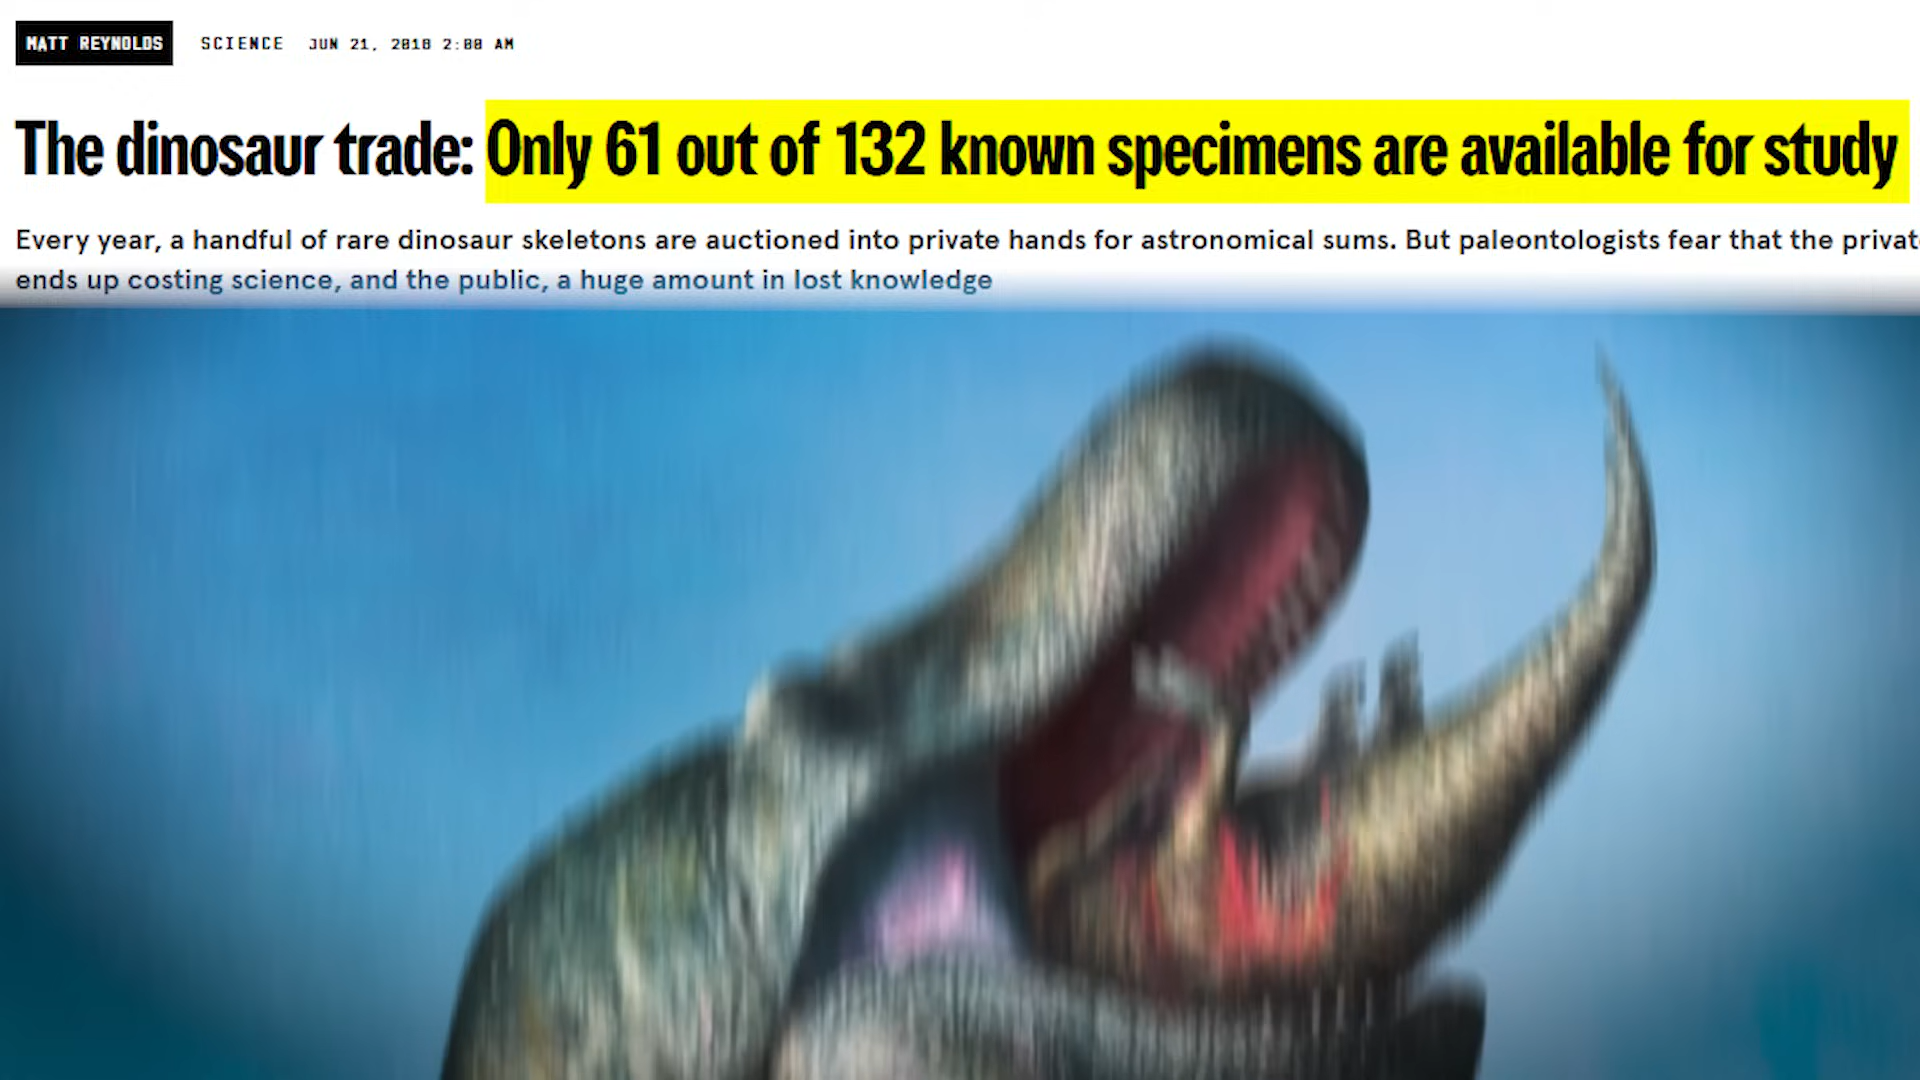 MATT REYNOLDS SCIENCE JUN 21, 2018 2:00 AM
The dinosaur trade: Only 61 out of 132 known specimens are available for study
Every year, a handful of rare dinosaur skeletons are auctioned into private hands for astronomical sums. But paleontologists fear that the privat
ends up costing science, and the public, a huge amount in lost knowledge